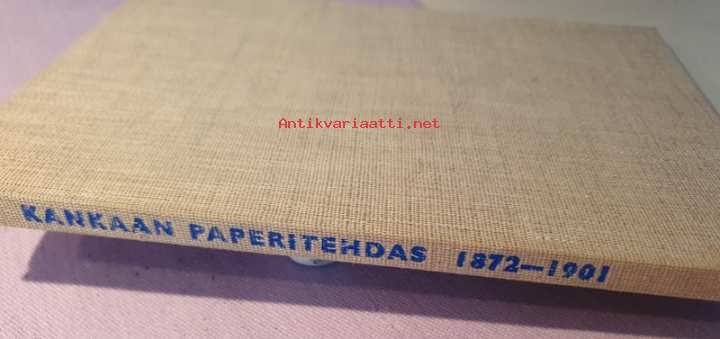 Antikvariaatti.net
KANKAAN PAPERITEHDAS 1872—1901